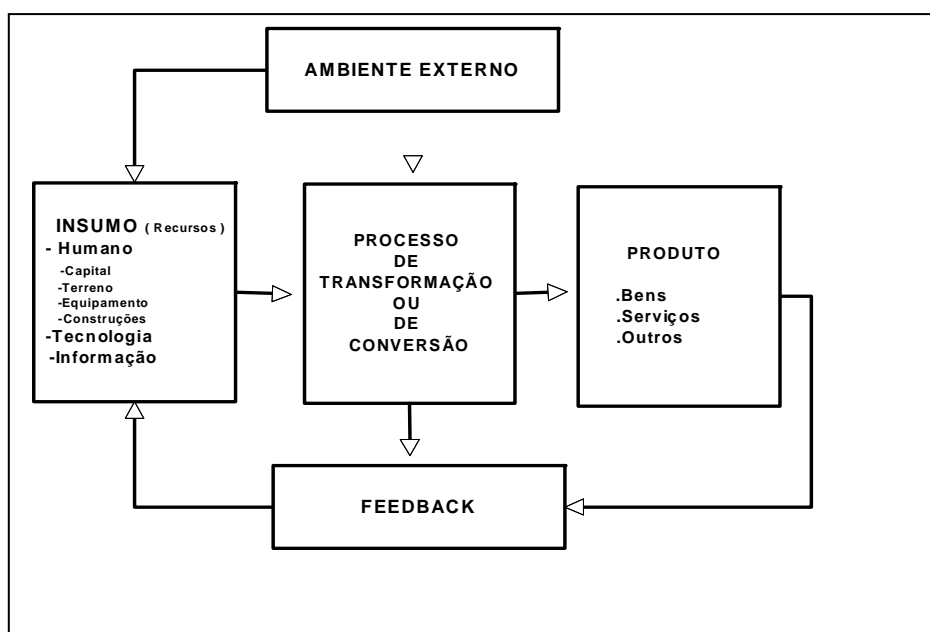 AMBIENTE EXTERNO
INSUMO ( Recursos )
- Humano
-Capital
-Terreno
-Equipamento
-Construções
-Tecnologia
-Informação
PROCESSO
DE
TRANSFORMAÇÃO
OU
DE
CONVERSÃO
PRODUTO
.Bens
.Serviços
.Outros
FEEDBACK